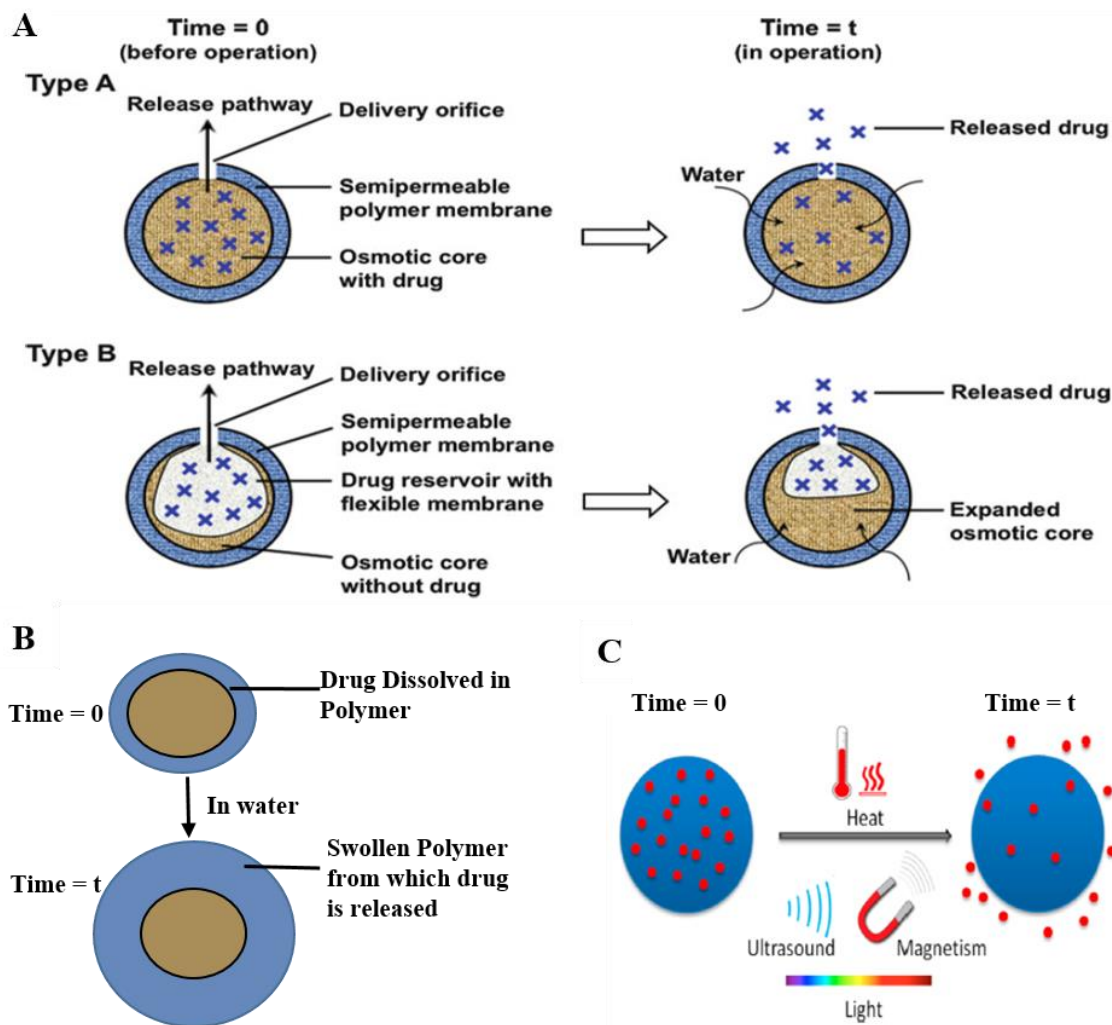 A
Time = 0
(before operation)
Time = t
(in operation)
Type A
Release pathway
Delivery orifice
Semipermeable
polymer membrane
Osmotic core
with drug
Water
Released drug
Type B
Release pathway
Delivery orifice
Semipermeable
polymer membrane
Drug reservoir with
flexible membrane
Osmotic core
without drug
Released drug
Expanded
osmotic core
Water
B
Time = 0
Drug Dissolved in
Polymer
In water
Time = t
Swollen Polymer
from which drug
is released
C
Time = 0
Time = t
Heat
Ultrasound
Magnetism
Light